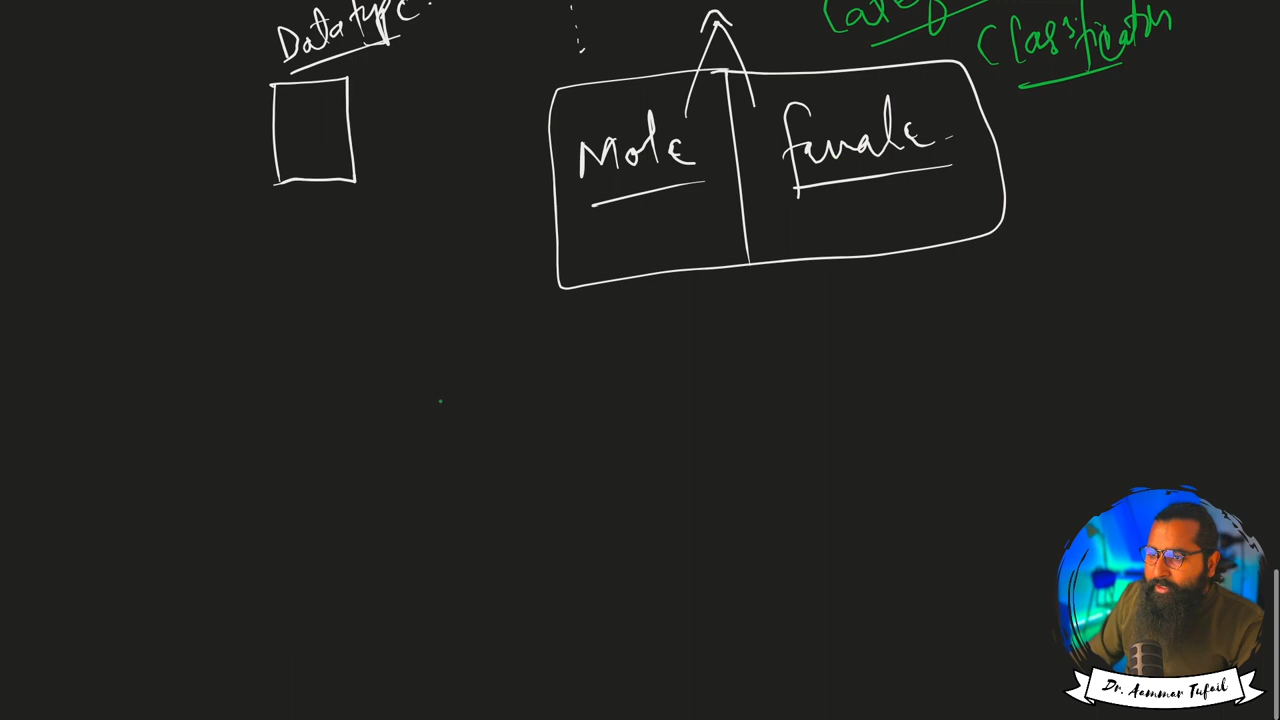 Datatype.
Classification
Male
female
Dr. Aammar Tufail